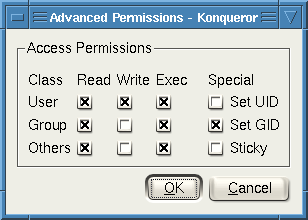 Advanced Permissions - Konqueror
Access Permissions
Class Read Write Exec Special
User Set UID
Group Set GID
Others Sticky
OK Cancel